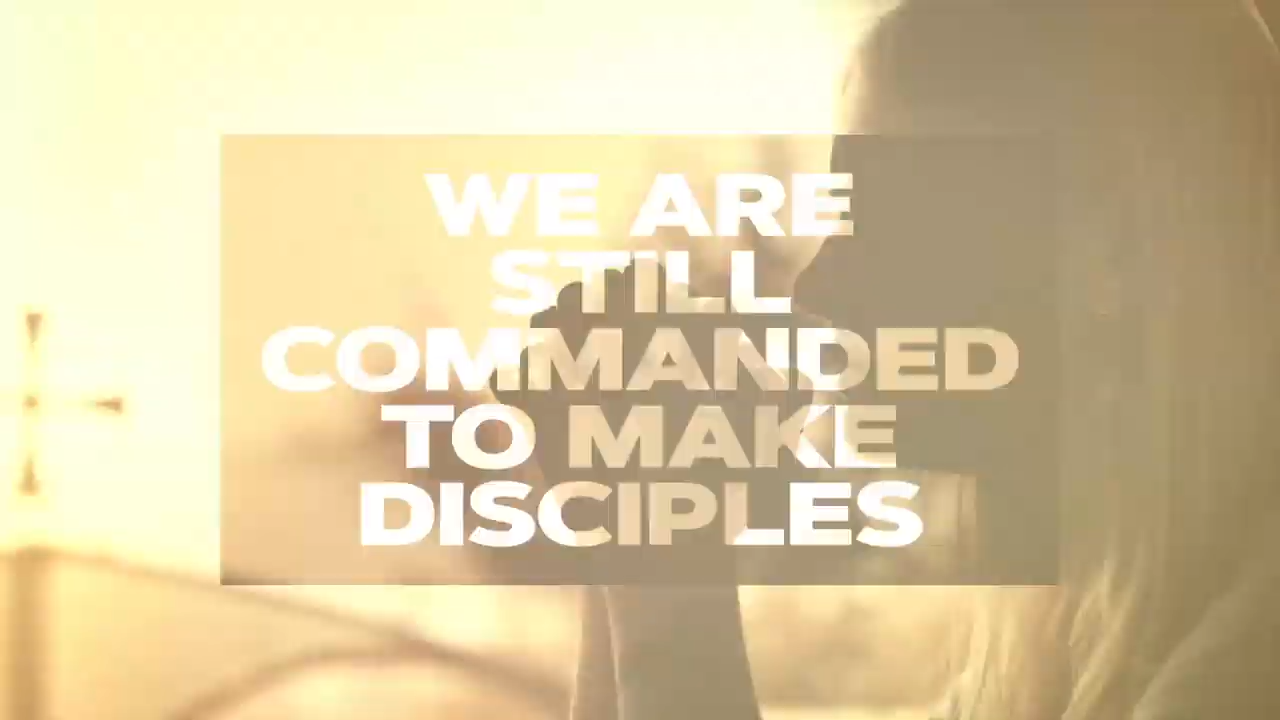 WE ARE
STILL
COMMANDED
TO MAKE
DISCIPLES